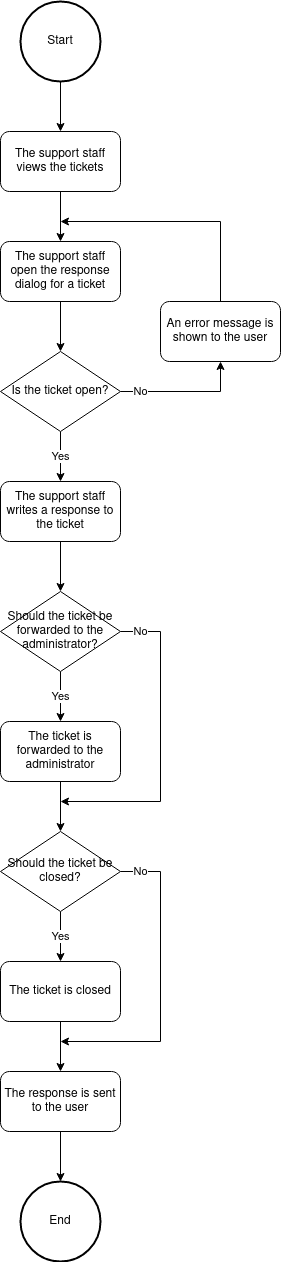 Start
The support staff
views the tickets
The support staff
open the response
dialog for a ticket
An error message is
shown to the user
Is the ticket open?
No
Yes
The support staff
writes a response to
the ticket
Should the ticket be
forwarded to the
administrator?
No
Yes
The ticket is
forwarded to the
administrator
Should the ticket be
closed?
No
Yes
The ticket is closed
The response is sent
to the user
End